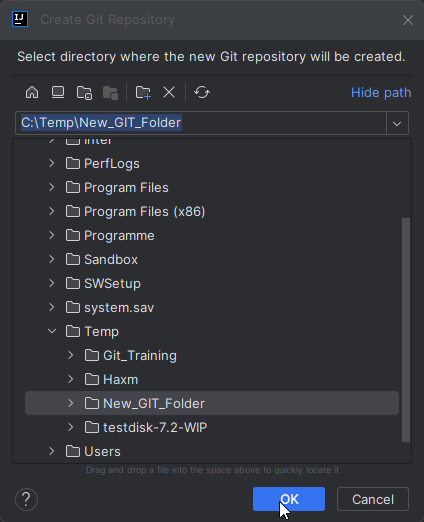 IJ
Create Git Repository
Select directory where the new Git repository will be created.
Hide path
C:\Temp\New_GIT_Folder
Intel
PerfLogs
Program Files
Program Files (x86)
Programme
Sandbox
SWSetup
system.sav
Temp
Git_Training
Haxm
New_GIT_Folder
testdisk-7.2-WIP
Users
Drag and drop a file into the space above to quickly locate it
?
OK
Cancel